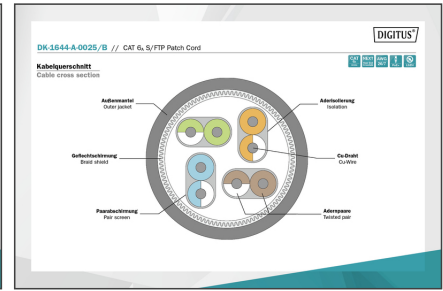 DIGITUS®
DK-1644-A-0025/B // CAT 6A S/FTP Patch Cord
Kabelquerschnitt
Cable cross section
Außenmantel
Outer jacket
Aderisolierung
Isolation
Geflechtschirmung
Braid shield
Cu-Draht
Cu-Wire
Paarabschirmung
Pair screen
Adernpaare
Twisted pair